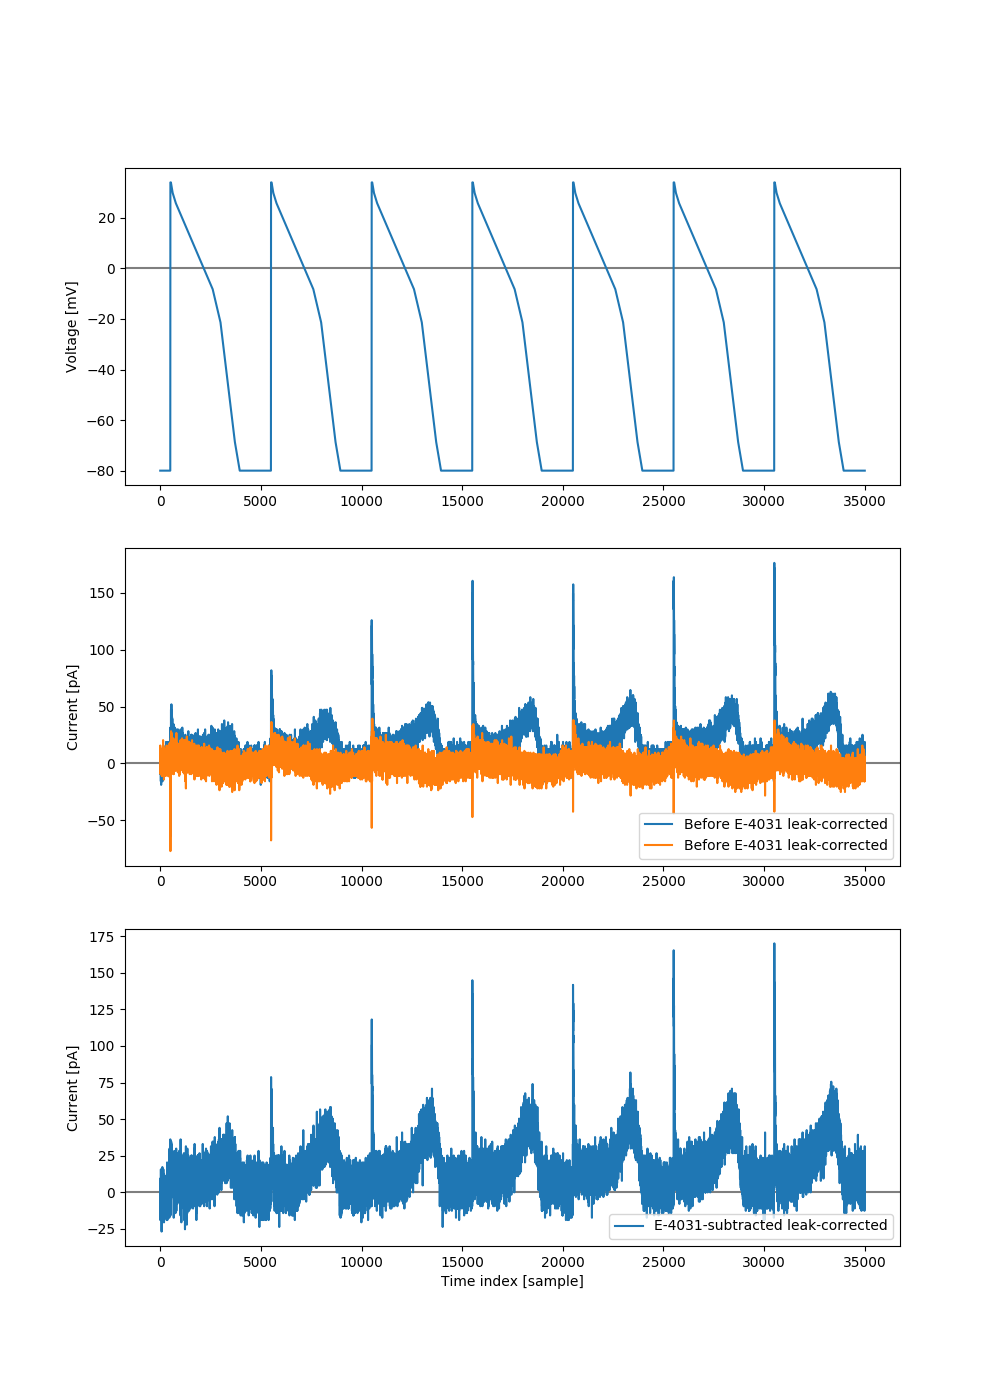 20
0
−20
−40
−60
−80
Voltage [mV]
0 5000 10000 15000 20000 25000 30000 35000
150
100
50
0
−50
Current [pA]
Before E-4031 leak-corrected
Before E-4031 leak-corrected
0 5000 10000 15000 20000 25000 30000 35000
175
150
125
100
75
50
25
0
−25
Current [pA]
E-4031-subtracted leak-corrected
0 5000 10000 15000 20000 25000 30000 35000
Time index [sample]